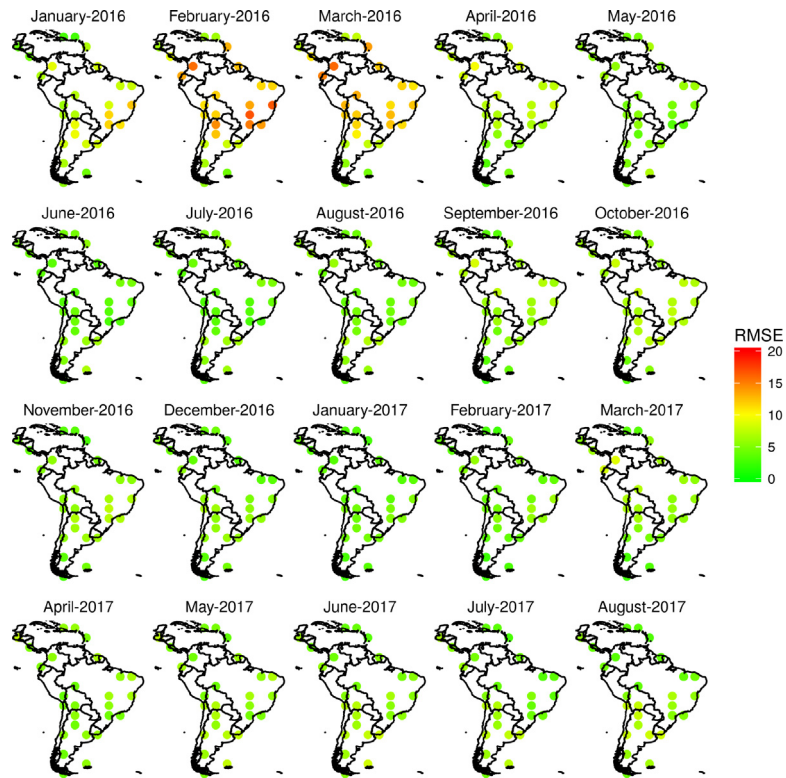 January-2016 February-2016 March-2016 April-2016 May-2016
June-2016 July-2016 August-2016 September-2016 October-2016
RMSE
20
15
10
5
0
November-2016 December-2016 January-2017 February-2017 March-2017
April-2017 May-2017 June-2017 July-2017 August-2017